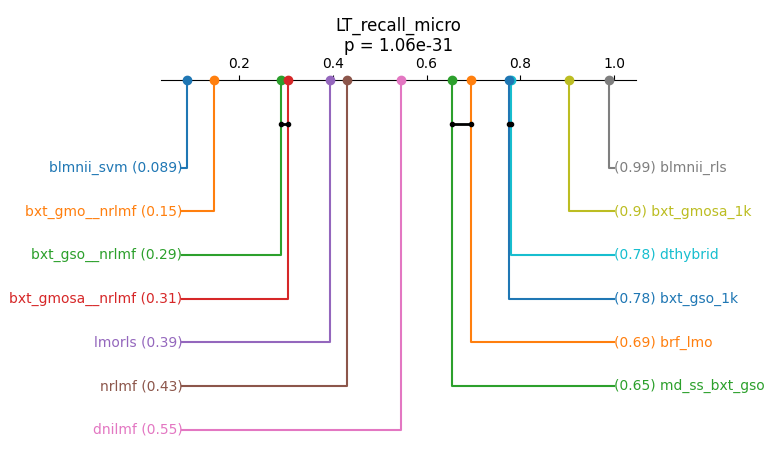 LT_recall_micro
p = 1.06e-31
0.2 0.4 0.6 0.8 1.0
blmnii_svm (0.089)
(0.99) blmnii_rls
bxt_gmo__nrlmf (0.15)
(0.9) bxt_gmosa_1k
bxt_gso__nrlmf (0.29)
(0.78) dthybrid
bxt_gmosa__nrlmf (0.31)
(0.78) bxt_gso_1k
lmorls (0.39)
(0.69) brf_lmo
nrlmf (0.43)
(0.65) md_ss_bxt_gso
dnilmf (0.55)